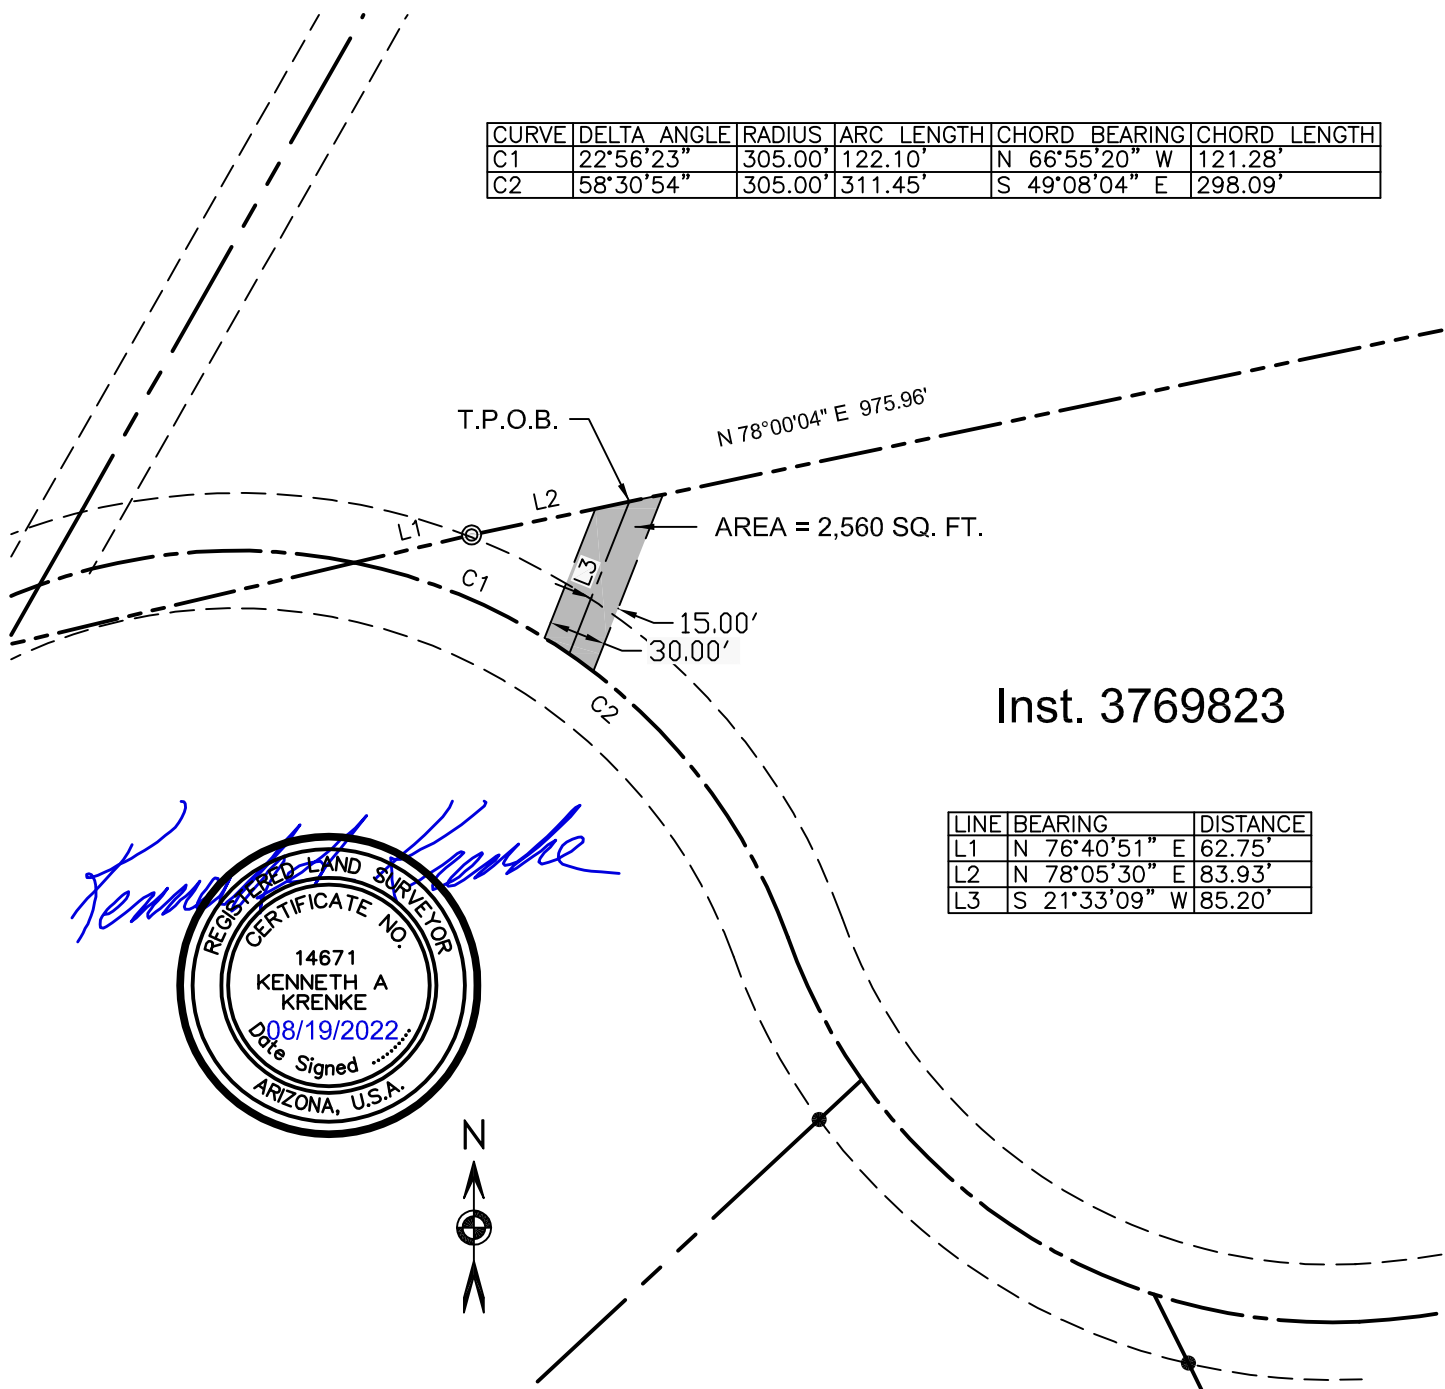 CURVE DELTA ANGLE RADIUS ARC LENGTH CHORD BEARING CHORD LENGTH
C1 22°56'23" 305.00' 122.10' N 66°55'20" W 121.28'
C2 58°30'54" 305.00' 311.45' S 49°08'04" E 298.09'
N 78°00'04" E 975.96'
T.P.O.B.
L2
L1
AREA = 2,560 SQ. FT.
L3
C1
15.00'
30.00'
C2
Inst. 3769823
LINE BEARING DISTANCE
L1 N 76°40'51" E 62.75'
L2 N 78°05'30" E 83.93'
L3 S 21°33'09" W 85.20'
Kenneth A Krenke
REGISTERED LAND SURVEYOR
CERTIFICATE NO.
14671
KENNETH A
KRENKE
08/19/2022
Date Signed ..........
ARIZONA, U.S.A.
N